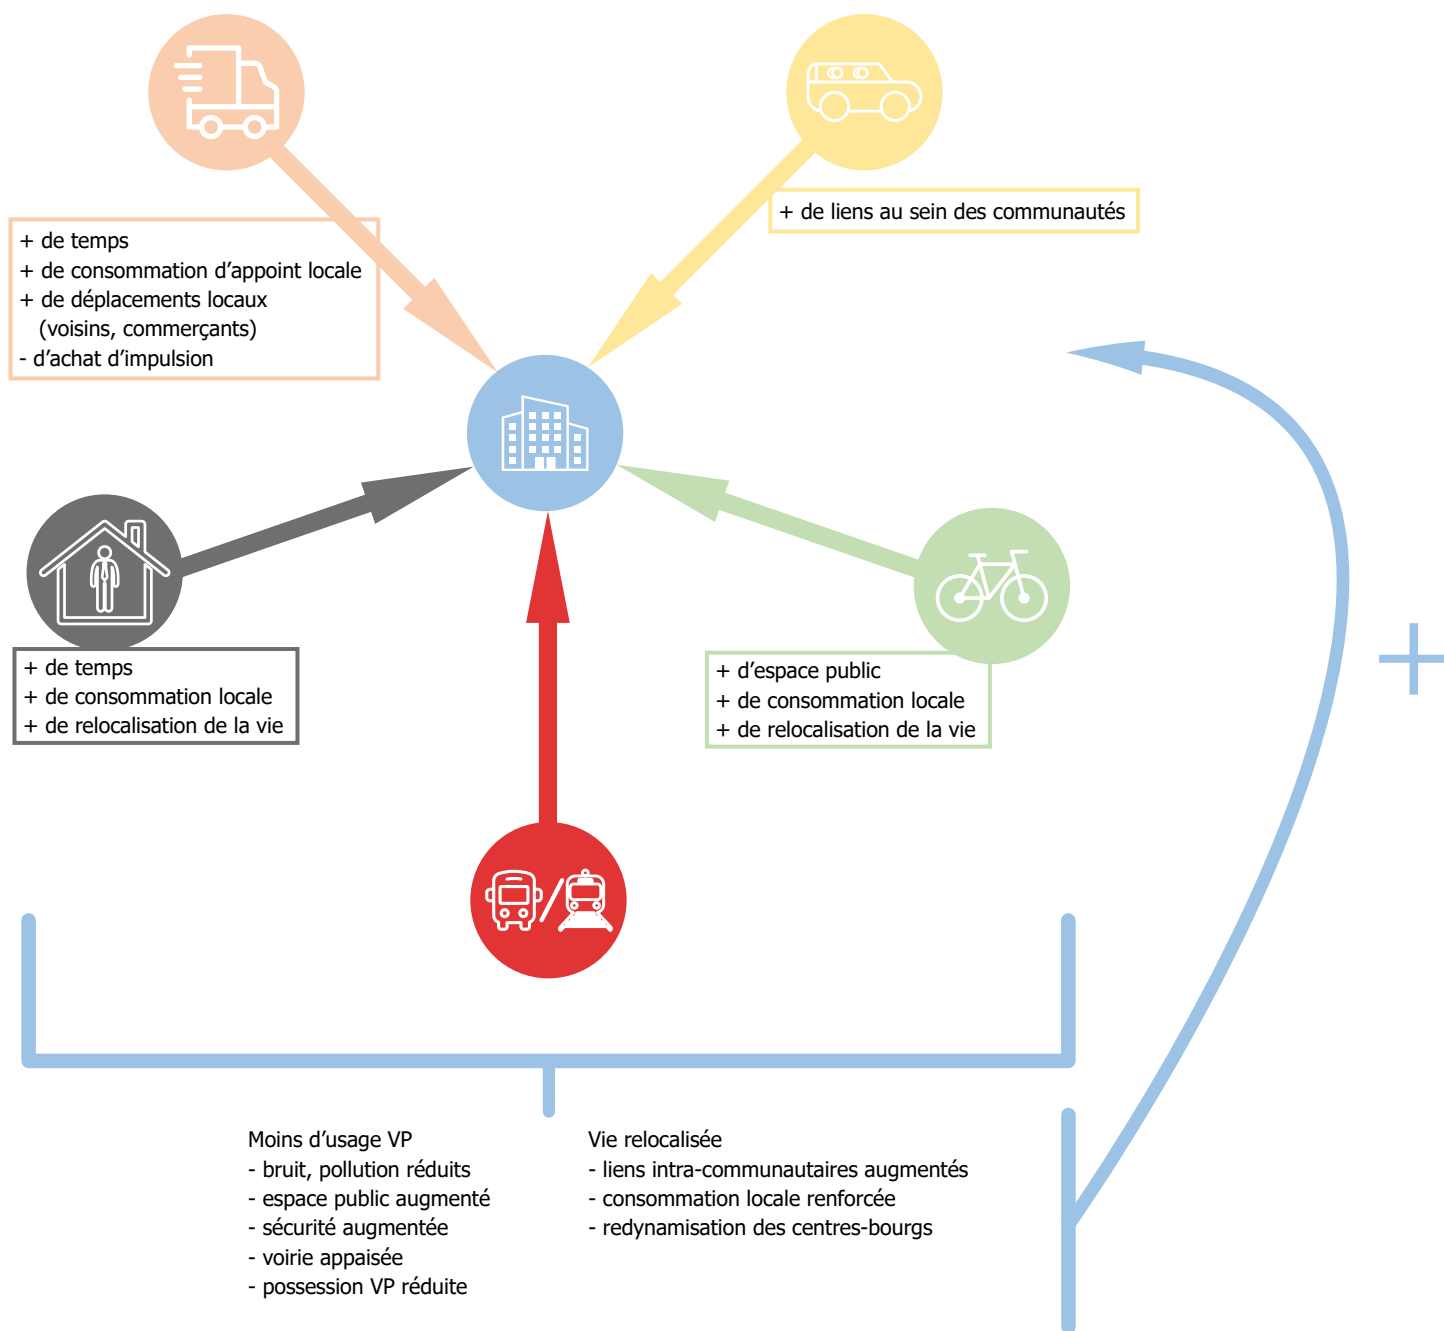 + de liens au sein des communautés
+ de temps
+ de consommation d’appoint locale
+ de déplacements locaux
(voisins, commerçants)
- d’achat d’impulsion
+ de temps
+ de consommation locale
+ de relocalisation de la vie
+ d’espace public
+ de consommation locale
+ de relocalisation de la vie
+
Moins d’usage VP
- bruit, pollution réduits
- espace public augmenté
- sécurité augmentée
- voirie appaisée
- possession VP réduite
Vie relocalisée
- liens intra-communautaires augmentés
- consommation locale renforcée
- redynamisation des centres-bourgs